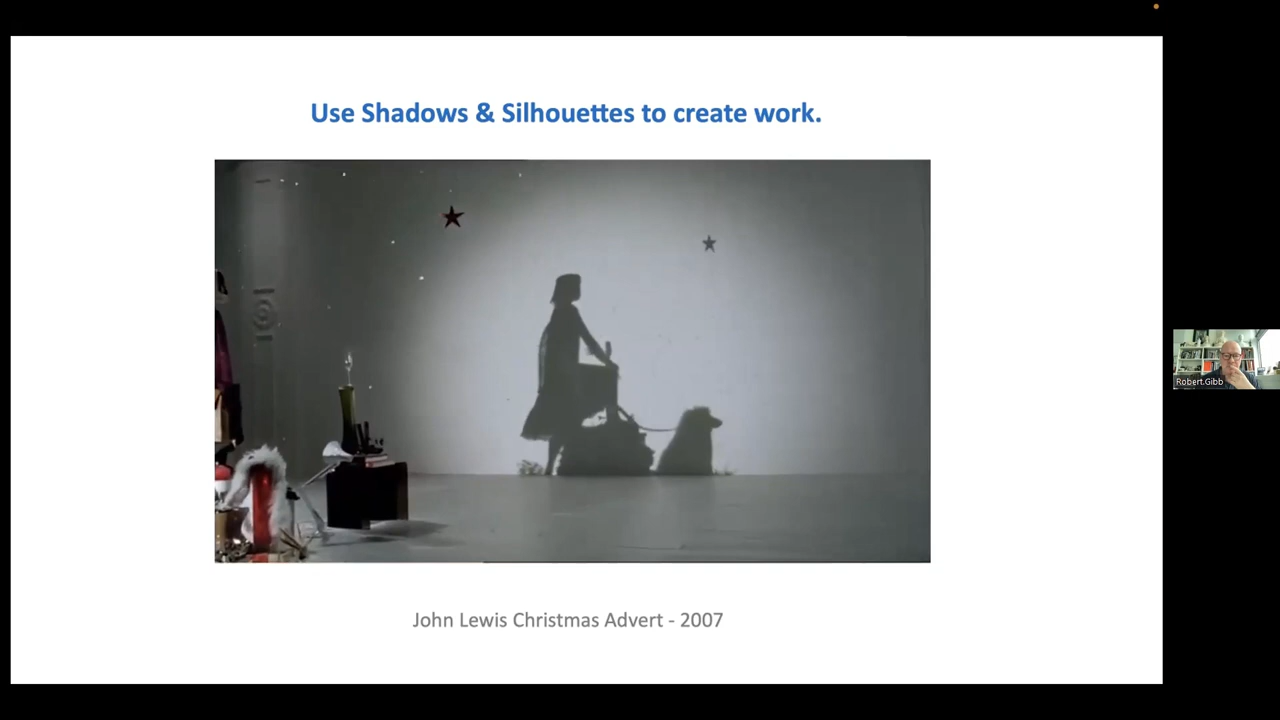 Use Shadows & Silhouettes to create work.
John Lewis Christmas Advert - 2007
Robert.Gibb